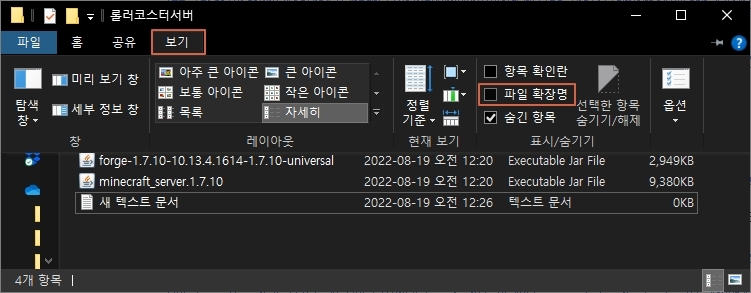 롤러코스터서버
파일 홈 공유 보기
탐색 창
미리 보기 창
세부 정보 창
창
아주 큰 아이콘 큰 아이콘
보통 아이콘 작은 아이콘
목록 자세히
레이아웃
정렬 기준
현재 보기
항목 확인란
파일 확장명
숨긴 항목
선택한 항목 숨기기/해제
표시/숨기기
옵션
forge-1.7.10-10.13.4.1614-1.7.10-universal 2022-08-19 오전 12:20 Executable Jar File 2,949KB
minecraft_server.1.7.10 2022-08-19 오전 12:20 Executable Jar File 9,380KB
새 텍스트 문서 2022-08-19 오전 12:26 텍스트 문서 0KB
4개 항목